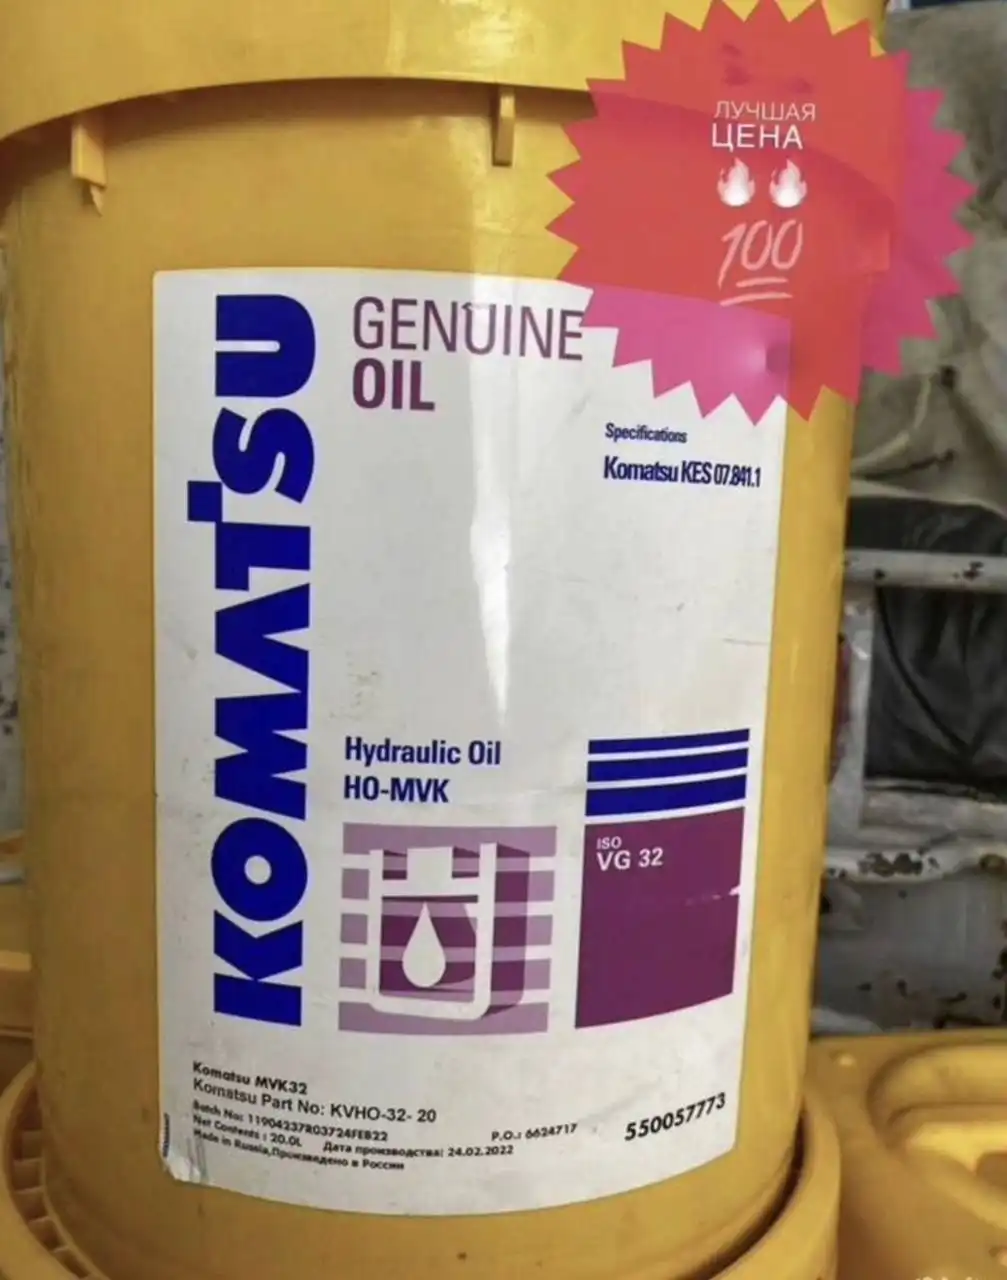 ЛУЧШАЯ
ЦЕНА
100
KOMATSU
GENUINE
OIL
Specifications
Komatsu KES 07.841.1
Hydraulic Oil
HO-MVK
ISO
VG 32
Komatsu MVK32
Komatsu Part No: KVHO-32- 20
Batch No: 11904237R03724FEB22
Net Contents : 20.0L Дата производства: 24.02.2022
Made in Russia,Произведено в России
P.O.: 6624717
550057773